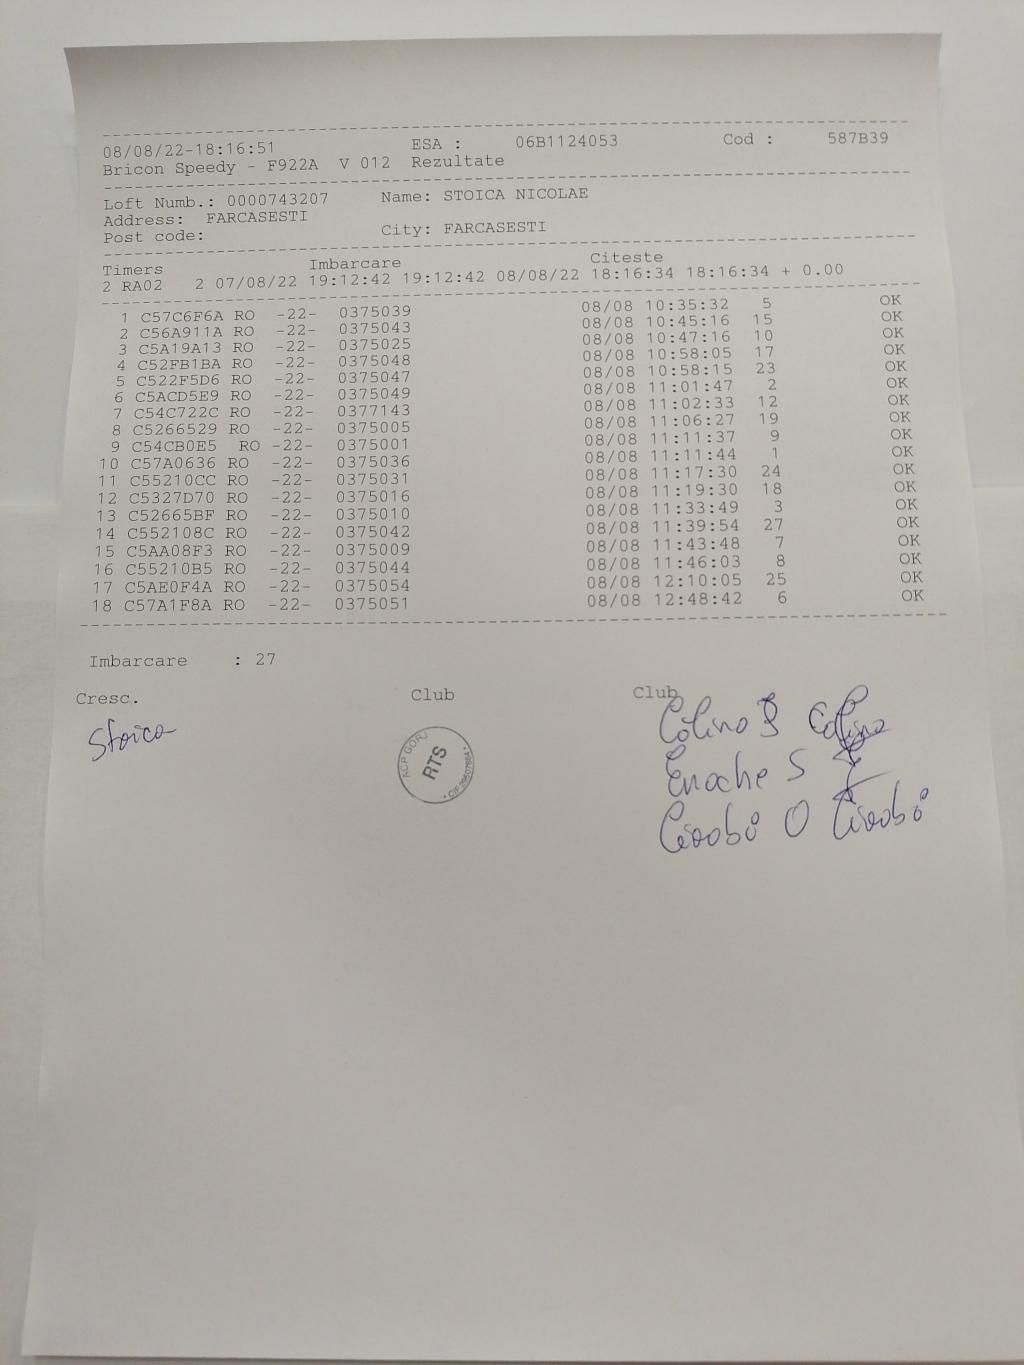 08/08/22-18:16:51 ESA : 06B1124053 Cod : 587B39
Bricon Speedy - F922A V 012 Rezultate
Loft Numb.: 0000743207 Name: STOICA NICOLAE
Address: FARCASESTI
Post code: City: FARCASESTI
Timers Imbarcare Citeste
2 RA02 2 07/08/22 19:12:42 19:12:42 08/08/22 18:16:34 18:16:34 + 0.00
1 C57C6F6A RO -22- 0375039 08/08 10:35:32 5 OK
2 C56A911A RO -22- 0375043 08/08 10:45:16 15 OK
3 C5A19A13 RO -22- 0375025 08/08 10:47:16 10 OK
4 C52FB1BA RO -22- 0375048 08/08 10:58:05 17 OK
5 C522F5D6 RO -22- 0375047 08/08 10:58:15 23 OK
6 C5ACD5E9 RO -22- 0375049 08/08 11:01:47 2 OK
7 C54C722C RO -22- 0377143 08/08 11:02:33 12 OK
8 C5266529 RO -22- 0375005 08/08 11:06:27 19 OK
9 C54CB0E5 RO -22- 0375001 08/08 11:11:37 9 OK
10 C57A0636 RO -22- 0375036 08/08 11:11:44 1 OK
11 C55210CC RO -22- 0375031 08/08 11:17:30 24 OK
12 C5327D70 RO -22- 0375016 08/08 11:19:30 18 OK
13 C52665BF RO -22- 0375010 08/08 11:33:49 3 OK
14 C552108C RO -22- 0375042 08/08 11:39:54 27 OK
15 C5AA08F3 RO -22- 0375009 08/08 11:43:48 7 OK
16 C55210B5 RO -22- 0375044 08/08 11:46:03 8 OK
17 C5AE0F4A RO -22- 0375054 08/08 12:10:05 25 OK
18 C57A1F8A RO -22- 0375051 08/08 12:48:42 6 OK
Imbarcare : 27
Cresc. Club Club
Stoica
ACP GORJ
RTS
Enache S